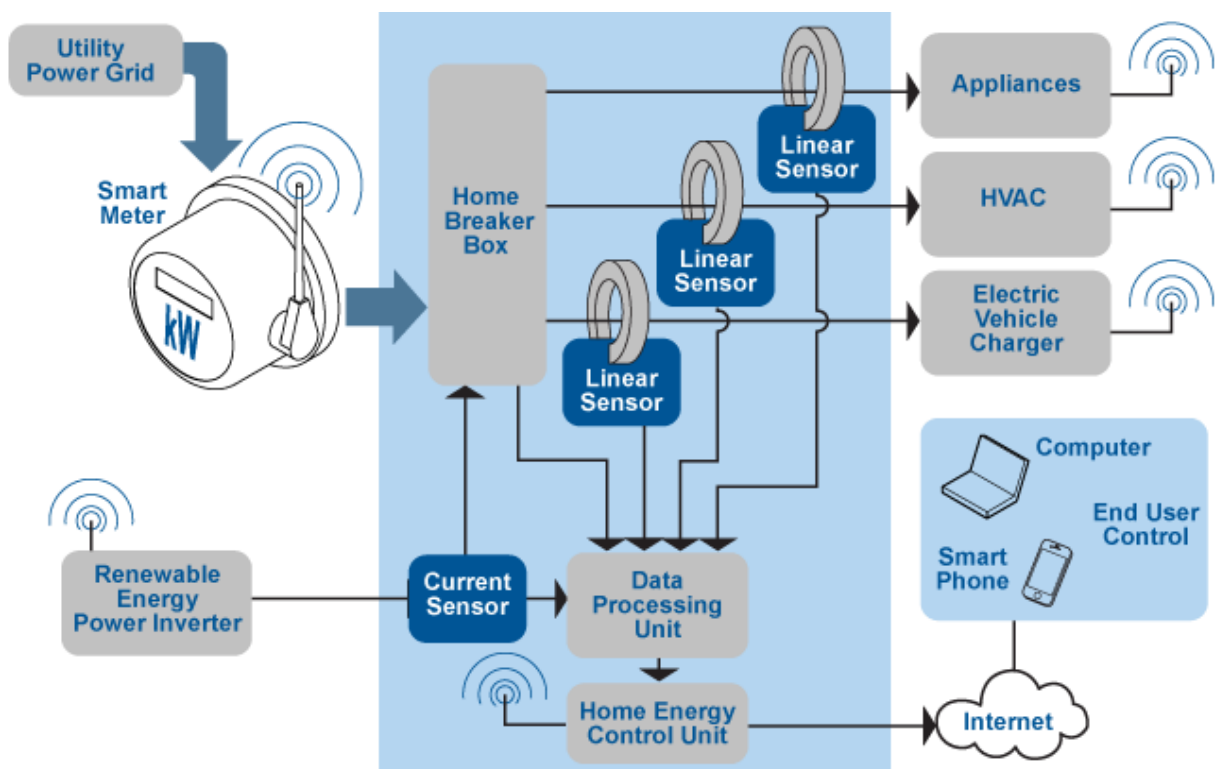 Utility
Power Grid
Smart
Meter
kW
Home
Breaker
Box
Linear
Sensor
Linear
Sensor
Linear
Sensor
Appliances
HVAC
Electric
Vehicle
Charger
Computer
End User
Control
Smart
Phone
Renewable
Energy
Power Inverter
Current
Sensor
Data
Processing
Unit
Home Energy
Control Unit
Internet